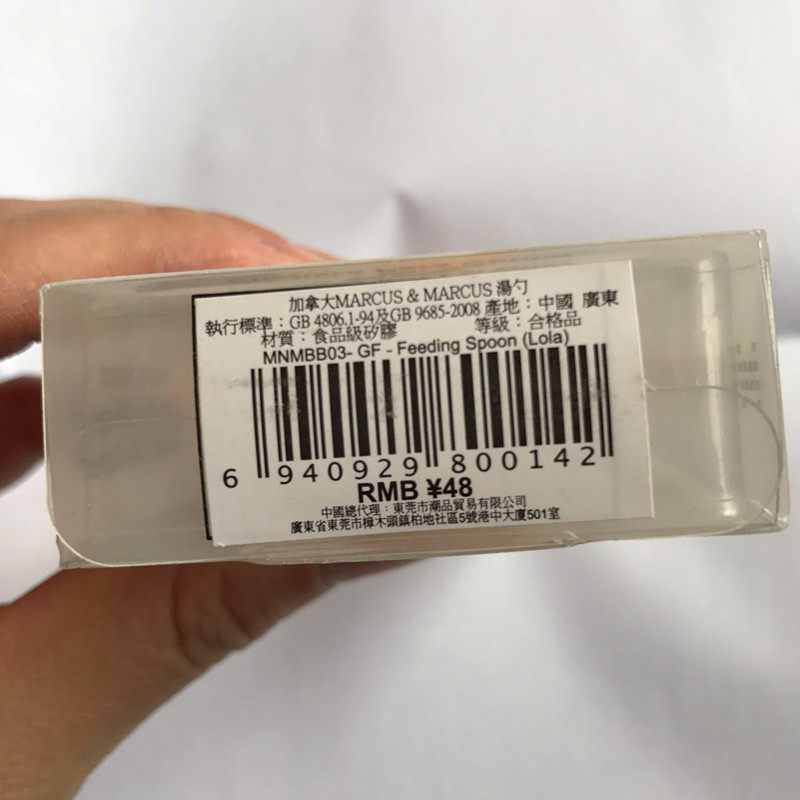 加拿大MARCUS & MARCUS 湯勺
執行標準：GB 4806.1-94及GB 9685-2008 產地：中國 廣東
材質：食品級矽膠 等級：合格品
MNMBB03- GF - Feeding Spoon (Lola)
6 940929 800142
RMB ¥48
中國總代理：東莞市潮品貿易有限公司
廣東省東莞市樟木頭鎮柏地社區5號港中大廈501室